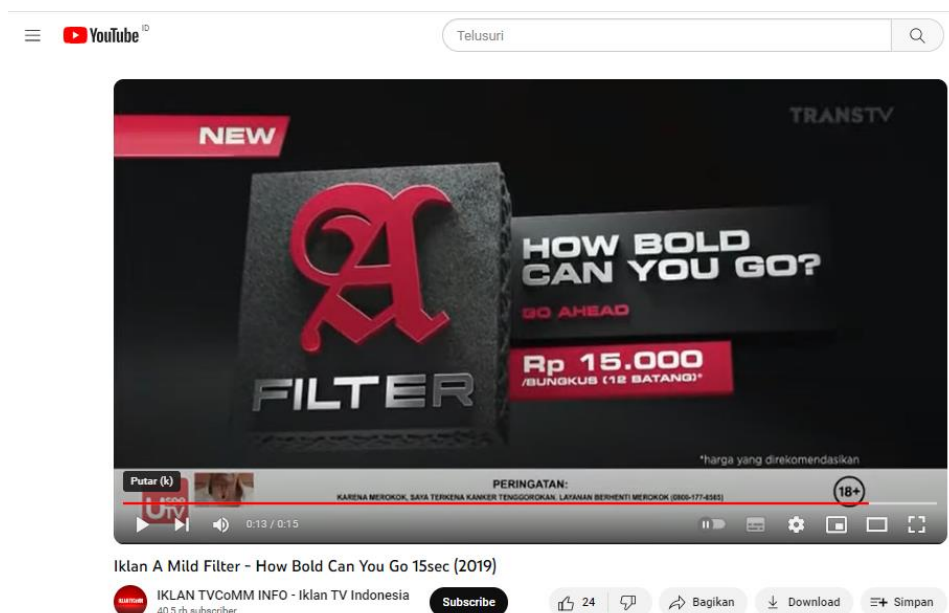 YouTube ID
Telusuri
TRANSTV
NEW
A
FILTER
HOW BOLD
CAN YOU GO?
GO AHEAD
Rp 15.000
/BUNGKUS (12 BATANG)*
*harga yang direkomendasikan
Putar (k)
PERINGATAN:
KARENA MEROKOK, SAYA TERKENA KANKER TENGGOROKAN. LAYANAN BERHENTI MEROKOK (0800-177-6565)
18+
UTV
0:13 / 0:15
Iklan A Mild Filter - How Bold Can You Go 15sec (2019)
IKLAN TVCoMM INFO - Iklan TV Indonesia
40,5 rb subscriber
Subscribe
24
Bagikan
Download
Simpan